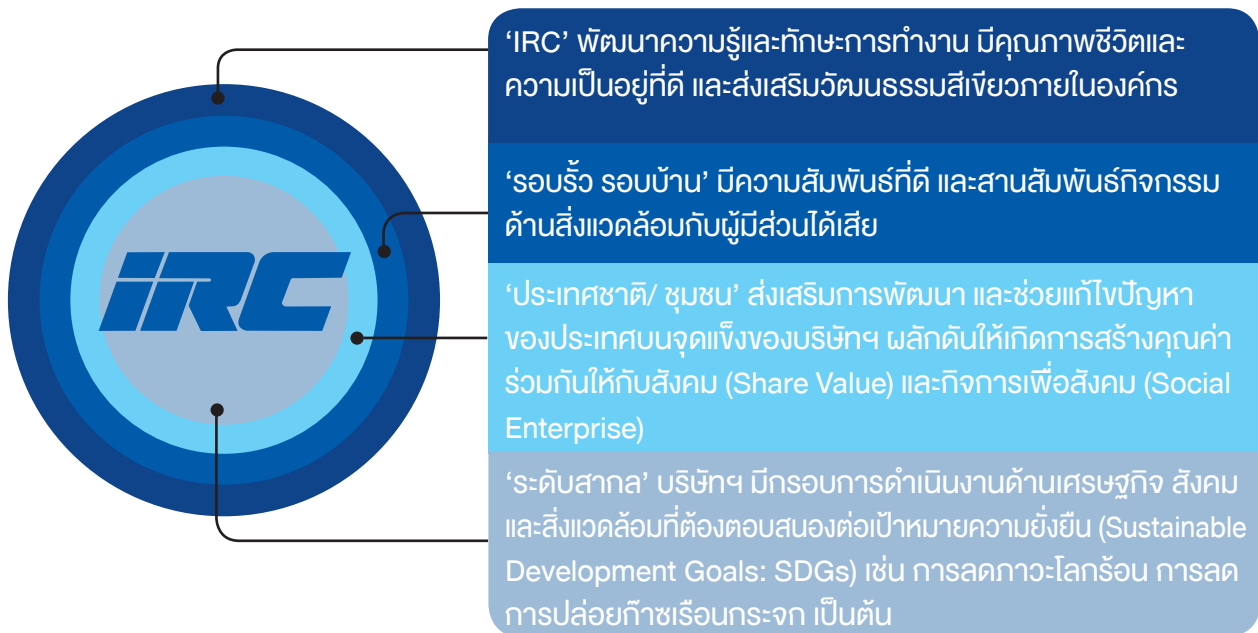 IRC
‘IRC’ พัฒนาความรู้และทักษะการทำงาน มีคุณภาพชีวิตและ
ความเป็นอยู่ที่ดี และส่งเสริมวัฒนธรรมสีเขียวภายในองค์กร
‘รอบรั้ว รอบบ้าน’ มีความสัมพันธ์ที่ดี และสานสัมพันธ์กิจกรรม
ด้านสิ่งแวดล้อมกับผู้มีส่วนได้เสีย
‘ประเทศชาติ/ ชุมชน’ ส่งเสริมการพัฒนา และช่วยแก้ไขปัญหา
ของประเทศบนจุดแข็งของบริษัทฯ ผลักดันให้เกิดการสร้างคุณค่า
ร่วมกันให้กับสังคม (Share Value) และกิจการเพื่อสังคม (Social
Enterprise)
‘ระดับสากล’ บริษัทฯ มีกรอบการดำเนินงานด้านเศรษฐกิจ สังคม
และสิ่งแวดล้อมที่ต้องตอบสนองต่อเป้าหมายความยั่งยืน (Sustainable
Development Goals: SDGs) เช่น การลดภาวะโลกร้อน การลด
การปล่อยก๊าซเรือนกระจก เป็นต้น